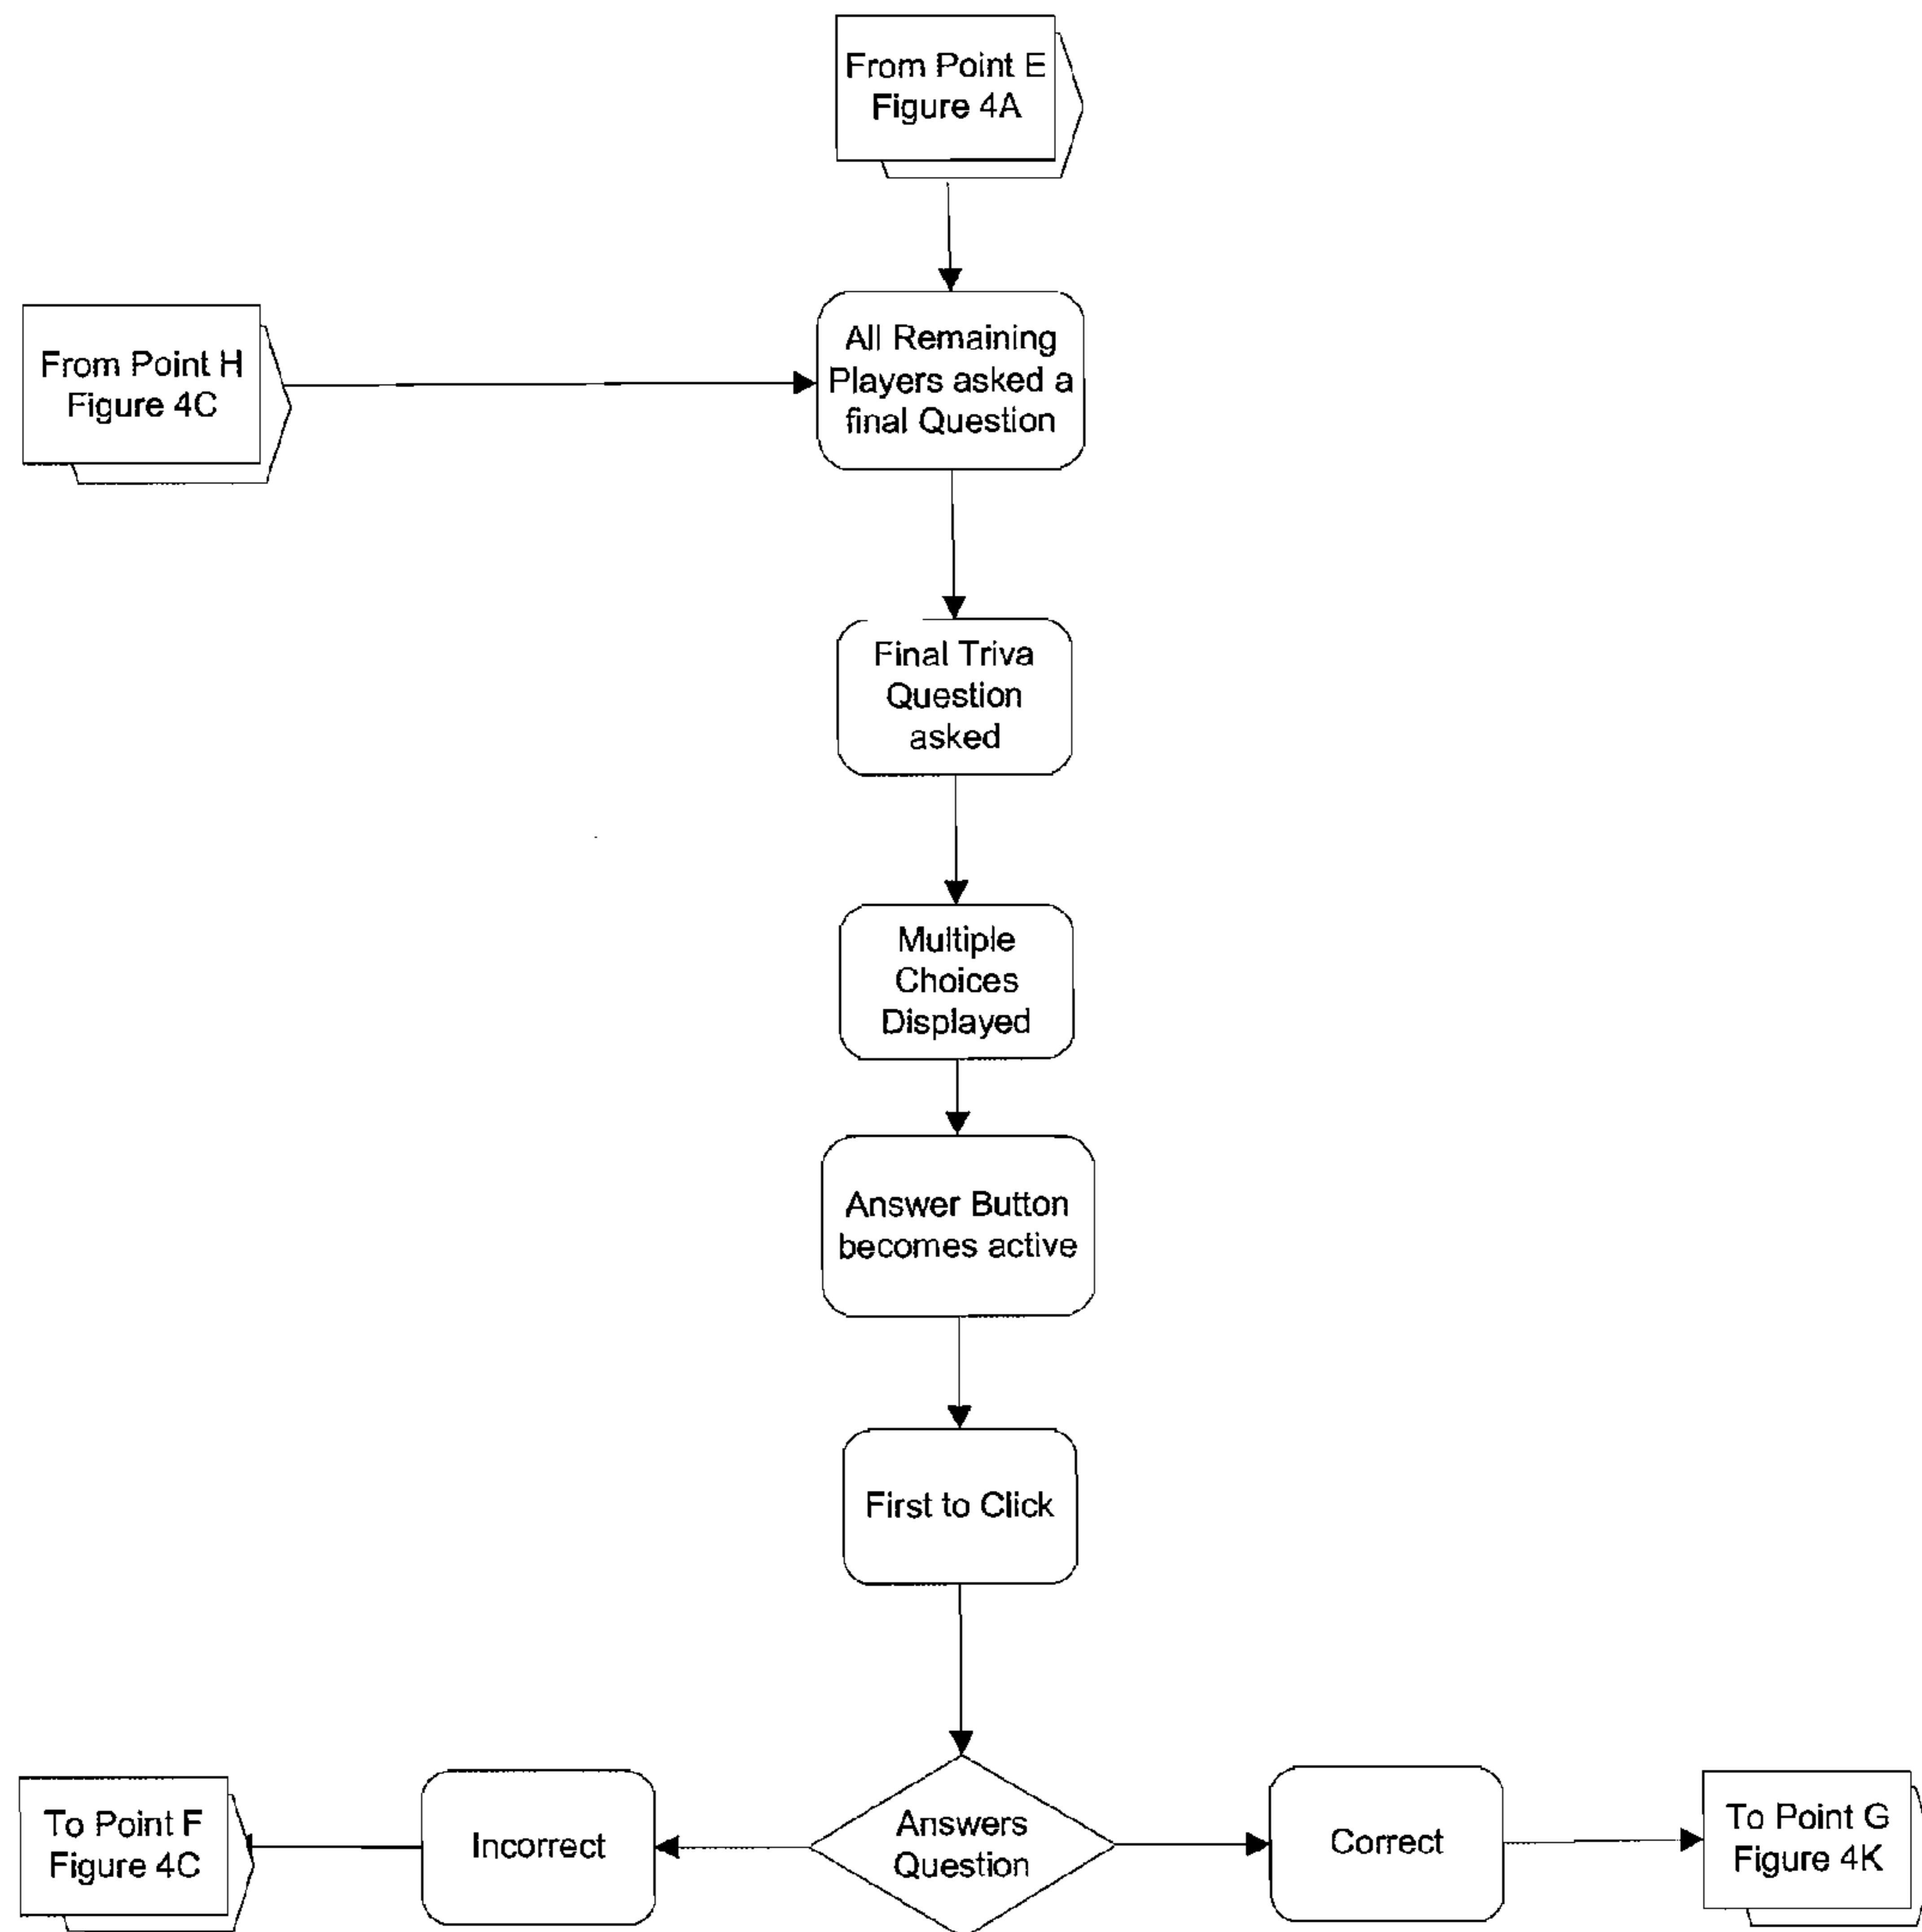 From Point E
Figure 4A
From Point H
Figure 4C
All Remaining
Players asked a
final Question
Final Triva
Question
asked
Multiple
Choices
Displayed
Answer Button
becomes active
First to Click
To Point F
Figure 4C
Incorrect
Answers
Question
Correct
To Point G
Figure 4K